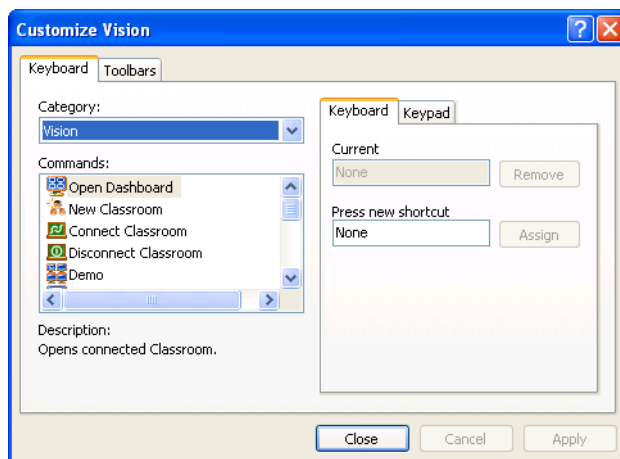 Customize Vision
Keyboard
Toolbars
Category:
Vision
Commands:
Open Dashboard
New Classroom
Connect Classroom
Disconnect Classroom
Demo
Description:
Opens connected Classroom.
Keyboard
Keypad
Current
None
Remove
Press new shortcut
None
Assign
Close
Cancel
Apply